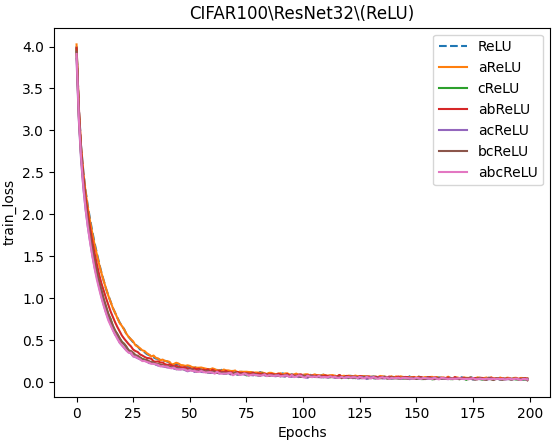 CIFAR100\ResNet32\(ReLU)
train_loss
4.0
3.5
3.0
2.5
2.0
1.5
1.0
0.5
0.0
ReLU
aReLU
cReLU
abReLU
acReLU
bcReLU
abcReLU
0 25 50 75 100 125 150 175 200
Epochs